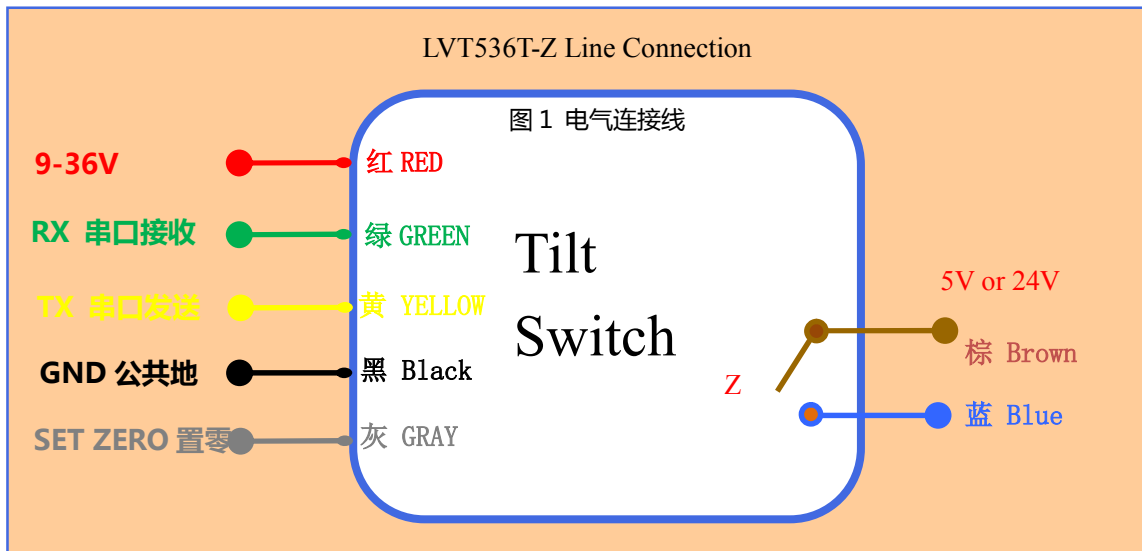 LVT536T-Z Line Connection
图 1 电气连接线
9-36V
红 RED
RX 串口接收
绿 GREEN
TX 串口发送
黄 YELLOW
GND 公共地
黑 Black
SET ZERO 置零
灰 GRAY
Tilt
Switch
5V or 24V
棕 Brown
Z
蓝 Blue